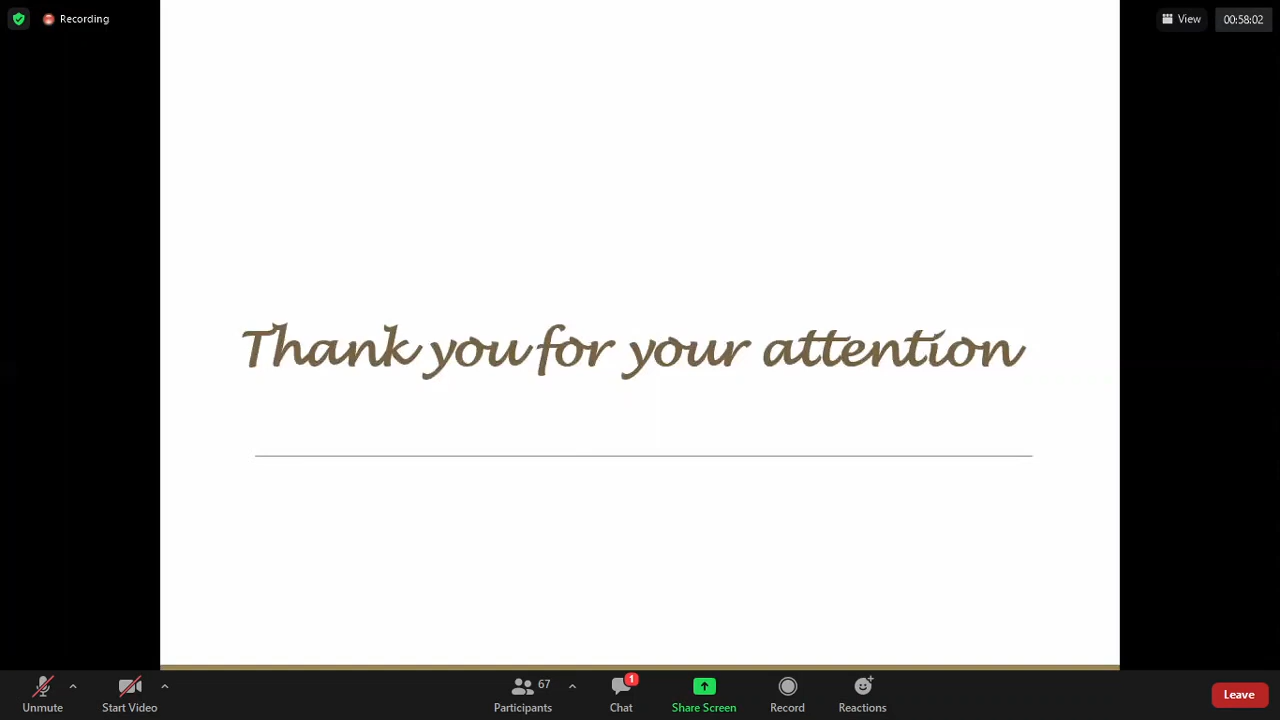 Recording
View
00:58:02
Thank you for your attention
67
1
Unmute
Start Video
Participants
Chat
Share Screen
Record
Reactions
Leave